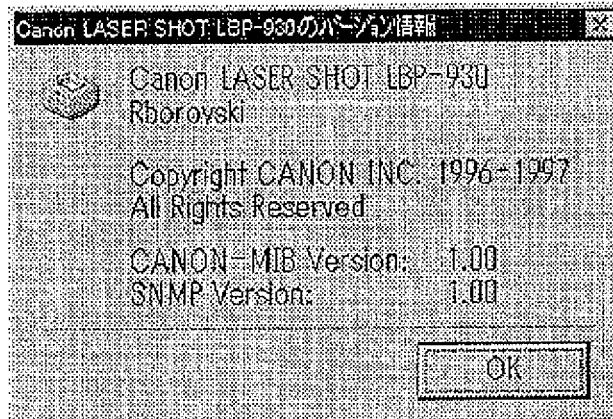 Canon LASER SHOT LBP-930のバージョン情報
Canon LASER SHOT LBP-930
Rborovski
Copyright CANON INC. 1996-1997
All Rights Reserved
CANON-MIB Version: 1.00
SNMP Version: 1.00
OK